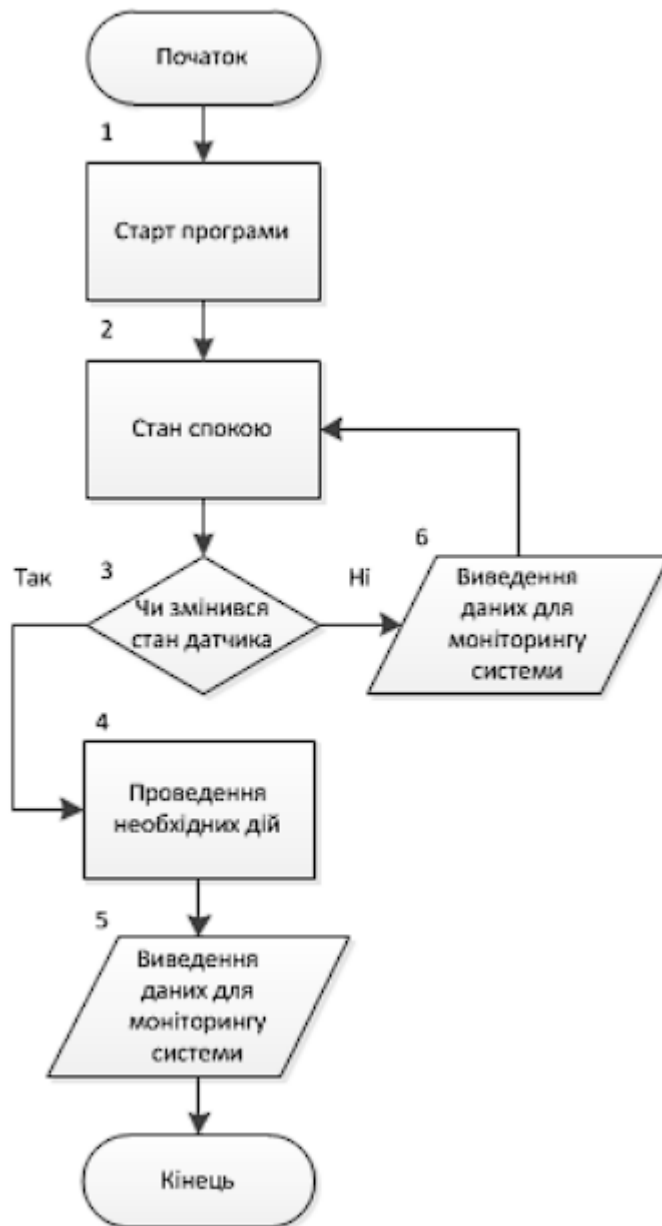 Початок
1
Старт програми
2
Стан спокою
3
Чи змінився
стан датчика
Так
Ні
6
Виведення
даних для
моніторингу
системи
4
Проведення
необхідних дій
5
Виведення
даних для
моніторингу
системи
Кінець